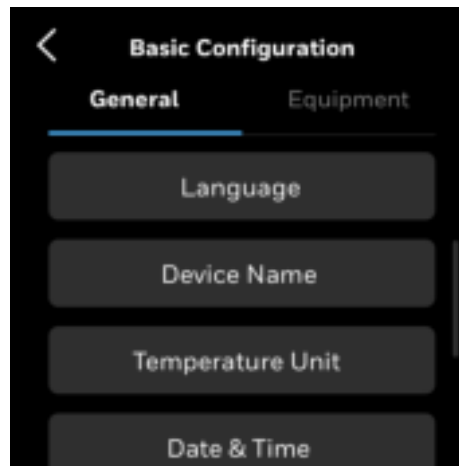 Basic Configuration
General Equipment
Language
Device Name
Temperature Unit
Date & Time